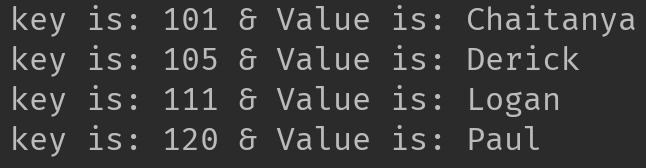 key is: 101 & Value is: Chaitanya
key is: 105 & Value is: Derick
key is: 111 & Value is: Logan
key is: 120 & Value is: Paul